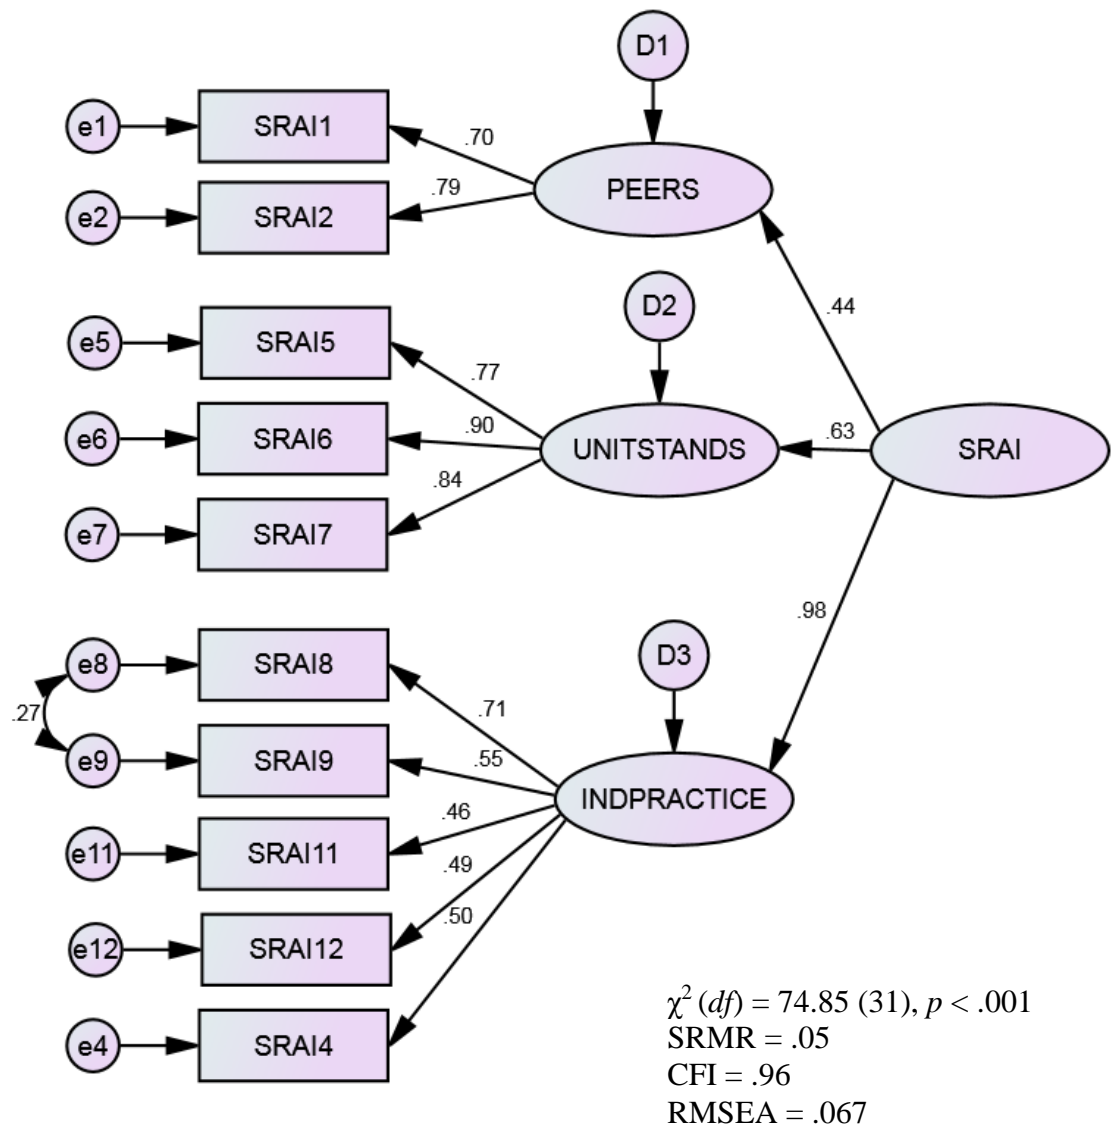 D1
e1
SRAI1
.70
PEERS
e2
SRAI2
.79
.44
D2
e5
SRAI5
.77
e6
SRAI6
.90
UNITSTANDS
.63
SRAI
.84
e7
SRAI7
.98
D3
e8
SRAI8
.71
.27
e9
SRAI9
.55
INDPRACTICE
.46
e11
SRAI11
.49
e12
SRAI12
.50
e4
SRAI4
χ² (df) = 74.85 (31), p < .001
SRMR = .05
CFI = .96
RMSEA = .067